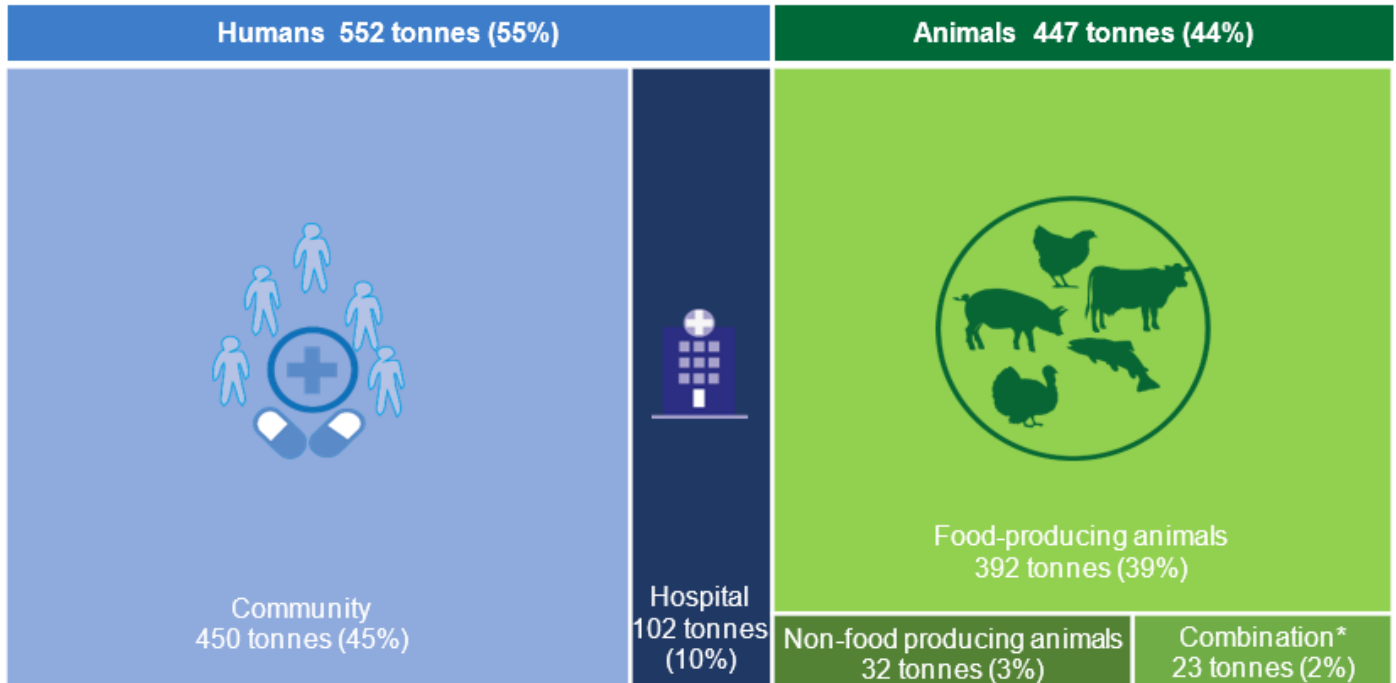 Humans 552 tonnes (55%)
Animals 447 tonnes (44%)
Community
450 tonnes (45%)
Hospital
102 tonnes
(10%)
Food-producing animals
392 tonnes (39%)
Non-food producing animals
32 tonnes (3%)
Combination*
23 tonnes (2%)